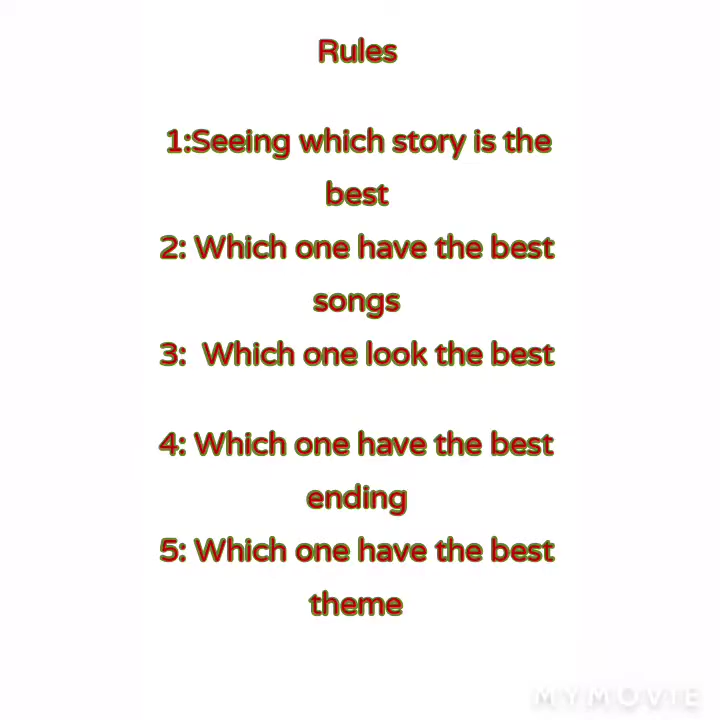 Rules
1:Seeing which story is the
best
2: Which one have the best
songs
3:  Which one look the best
4: Which one have the best
ending
5: Which one have the best
theme
MYMOVIE